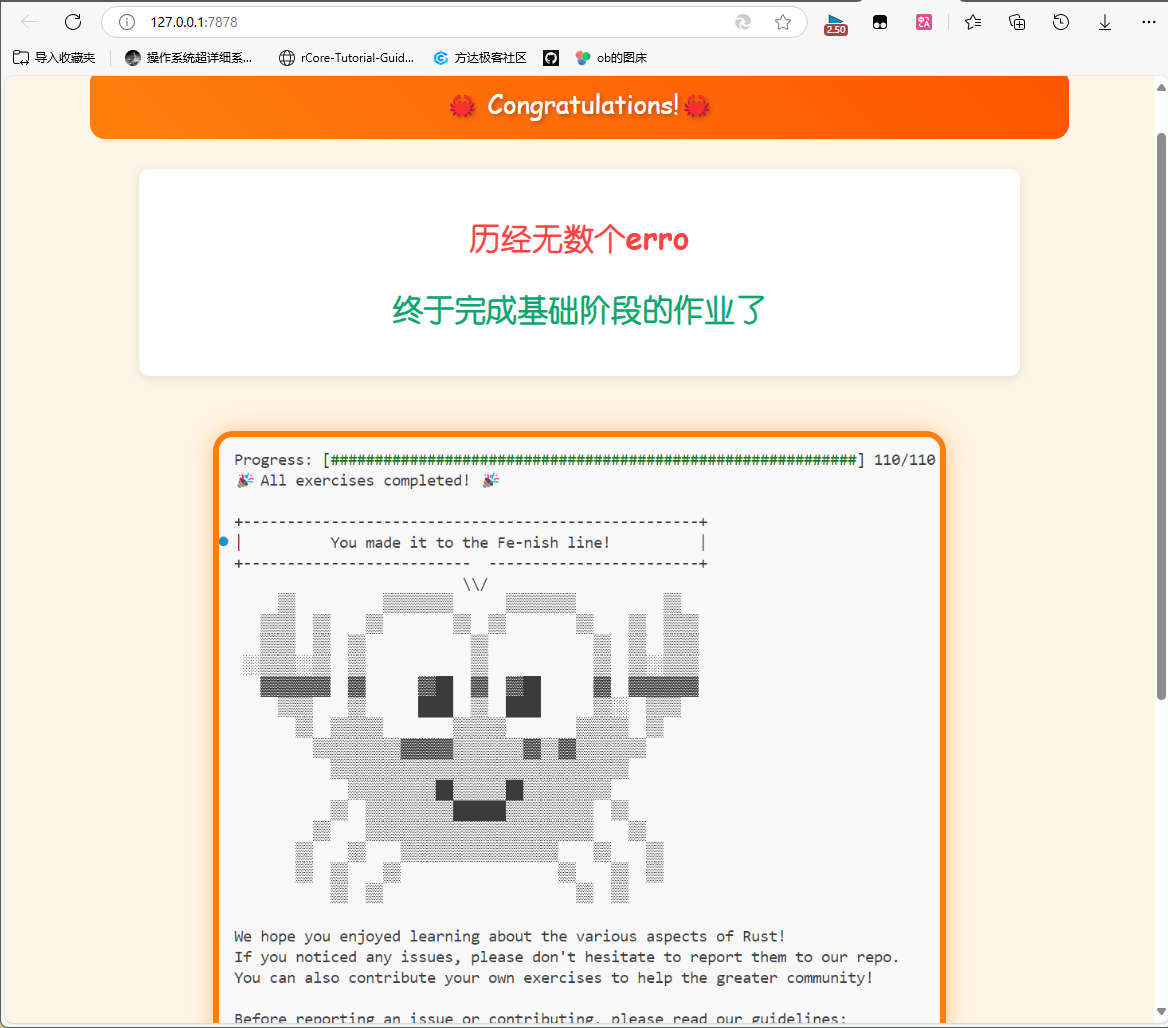 127.0.0.1:7878
2.50
导入收藏夹
操作系统超详细系...
rCore-Tutorial-Guid...
方达极客社区
ob的图床
Congratulations!
历经无数个erro
终于完成基础阶段的作业了
Progress: [############################################################] 110/110
🎉 All exercises completed! 🎉
+----------------------------------------------------+
|          You made it to the Fe-nish line!          |
+--------------------------  ------------------------+
\\/
We hope you enjoyed learning about the various aspects of Rust!
If you noticed any issues, please don't hesitate to report them to our repo.
You can also contribute your own exercises to help the greater community!
Before reporting an issue or contributing, please read our guidelines: